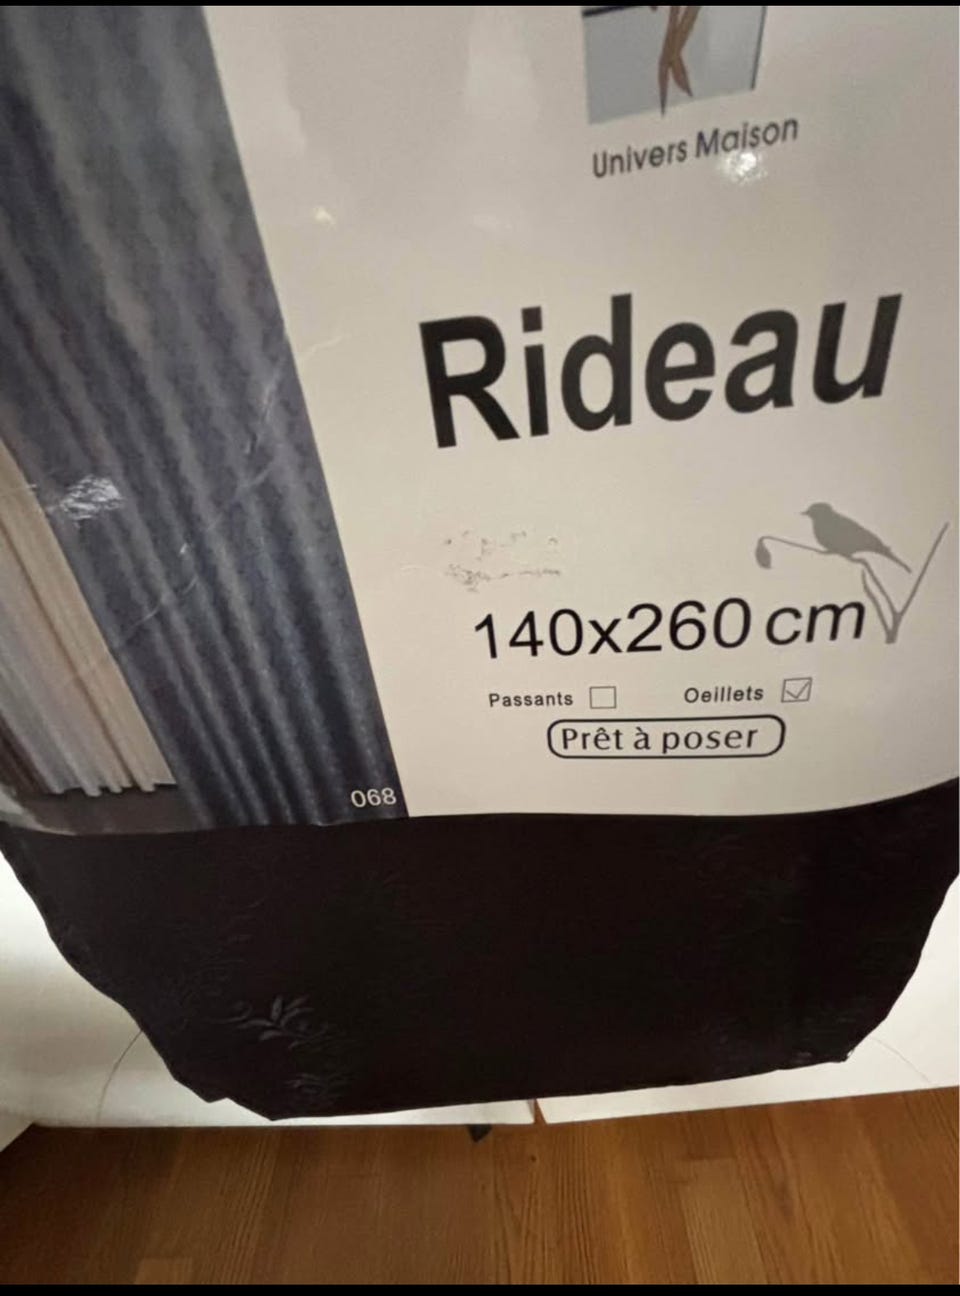 Univers Maison
Rideau
140x260 cm
Passants Oeillets
Prêt à poser
068